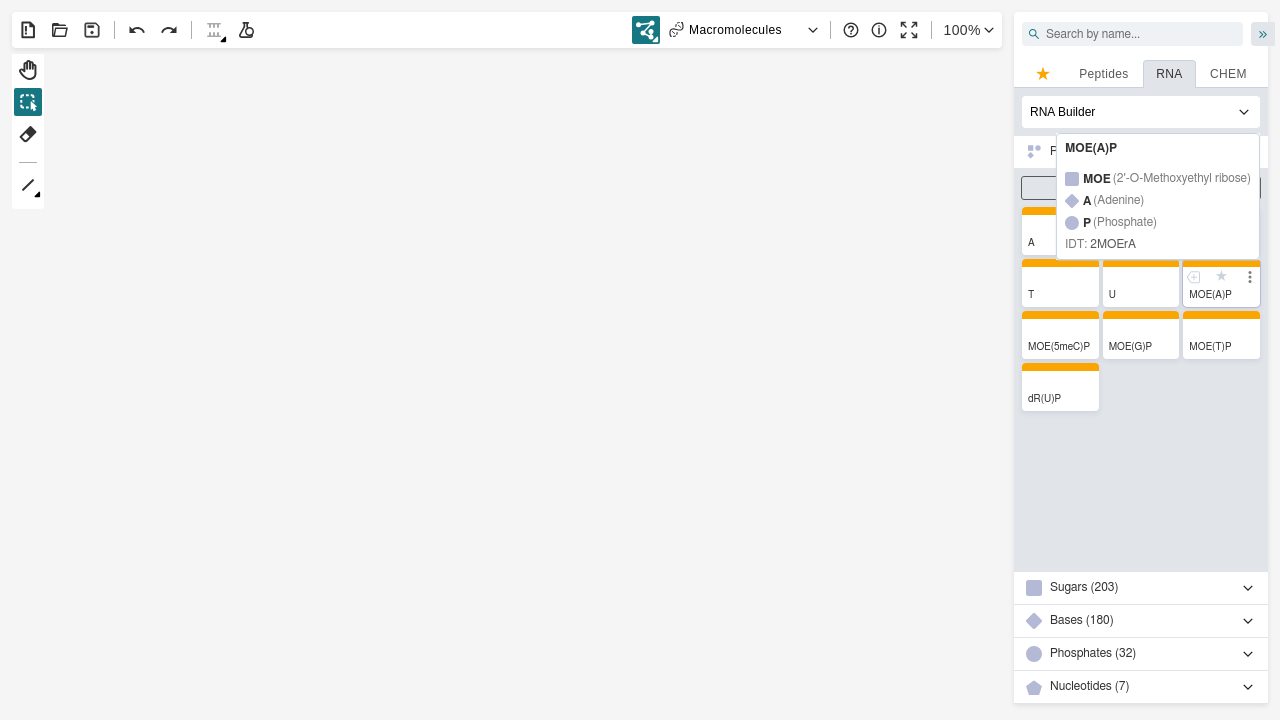 Macromolecules
100%
Search by name...
Peptides
RNA
CHEM
RNA Builder
MOE(A)P
MOE (2'-O-Methoxyethyl ribose)
A (Adenine)
P (Phosphate)
IDT: 2MOErA
A
T
U
MOE(A)P
MOE(5meC)P
MOE(G)P
MOE(T)P
dR(U)P
Sugars (203)
Bases (180)
Phosphates (32)
Nucleotides (7)